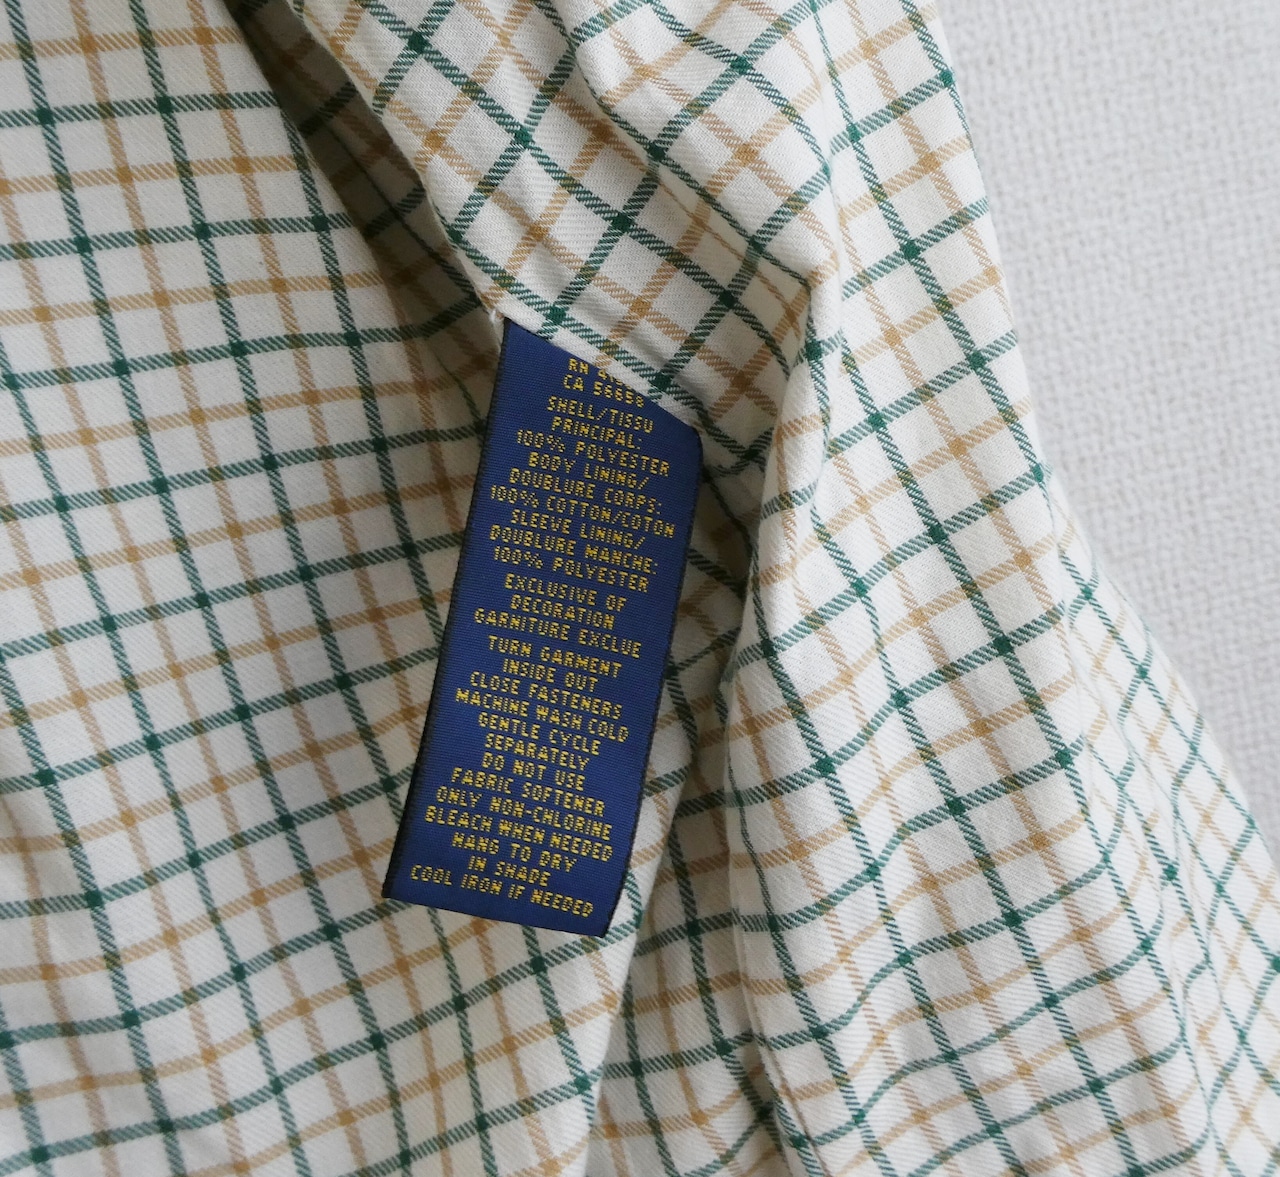 RN
CA 56658
SHELL/TISSU
PRINCIPAL:
100% POLYESTER
BODY LINING/
DOUBLURE CORPS:
100% COTTON/COTON
SLEEVE LINING/
DOUBLURE MANCHE:
100% POLYESTER
EXCLUSIVE OF
DECORATION
GARNITURE EXCLUE
TURN GARMENT
INSIDE OUT
CLOSE FASTENERS
MACHINE WASH COLD
GENTLE CYCLE
SEPARATELY
DO NOT USE
FABRIC SOFTENER
ONLY NON-CHLORINE
BLEACH WHEN NEEDED
HANG TO DRY
IN SHADE
COOL IRON IF NEEDED